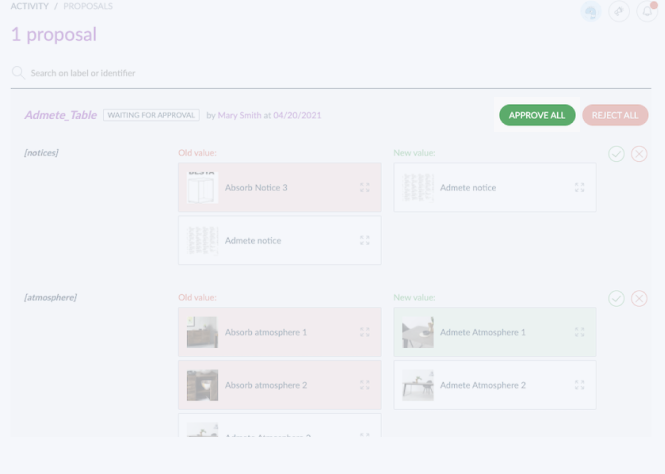 ACTIVITY / PROPOSALS
1 proposal
Search on label or identifier
Admete_Table WAITING FOR APPROVAL by Mary Smith at 04/20/2021 APPROVE ALL REJECT ALL
[notices] Old value: New value:
Absorb Notice 3 Admete notice
Admete notice
[atmosphere] Old value: New value:
Absorb atmosphere 1 Admete Atmosphere 1
Absorb atmosphere 2 Admete Atmosphere 2